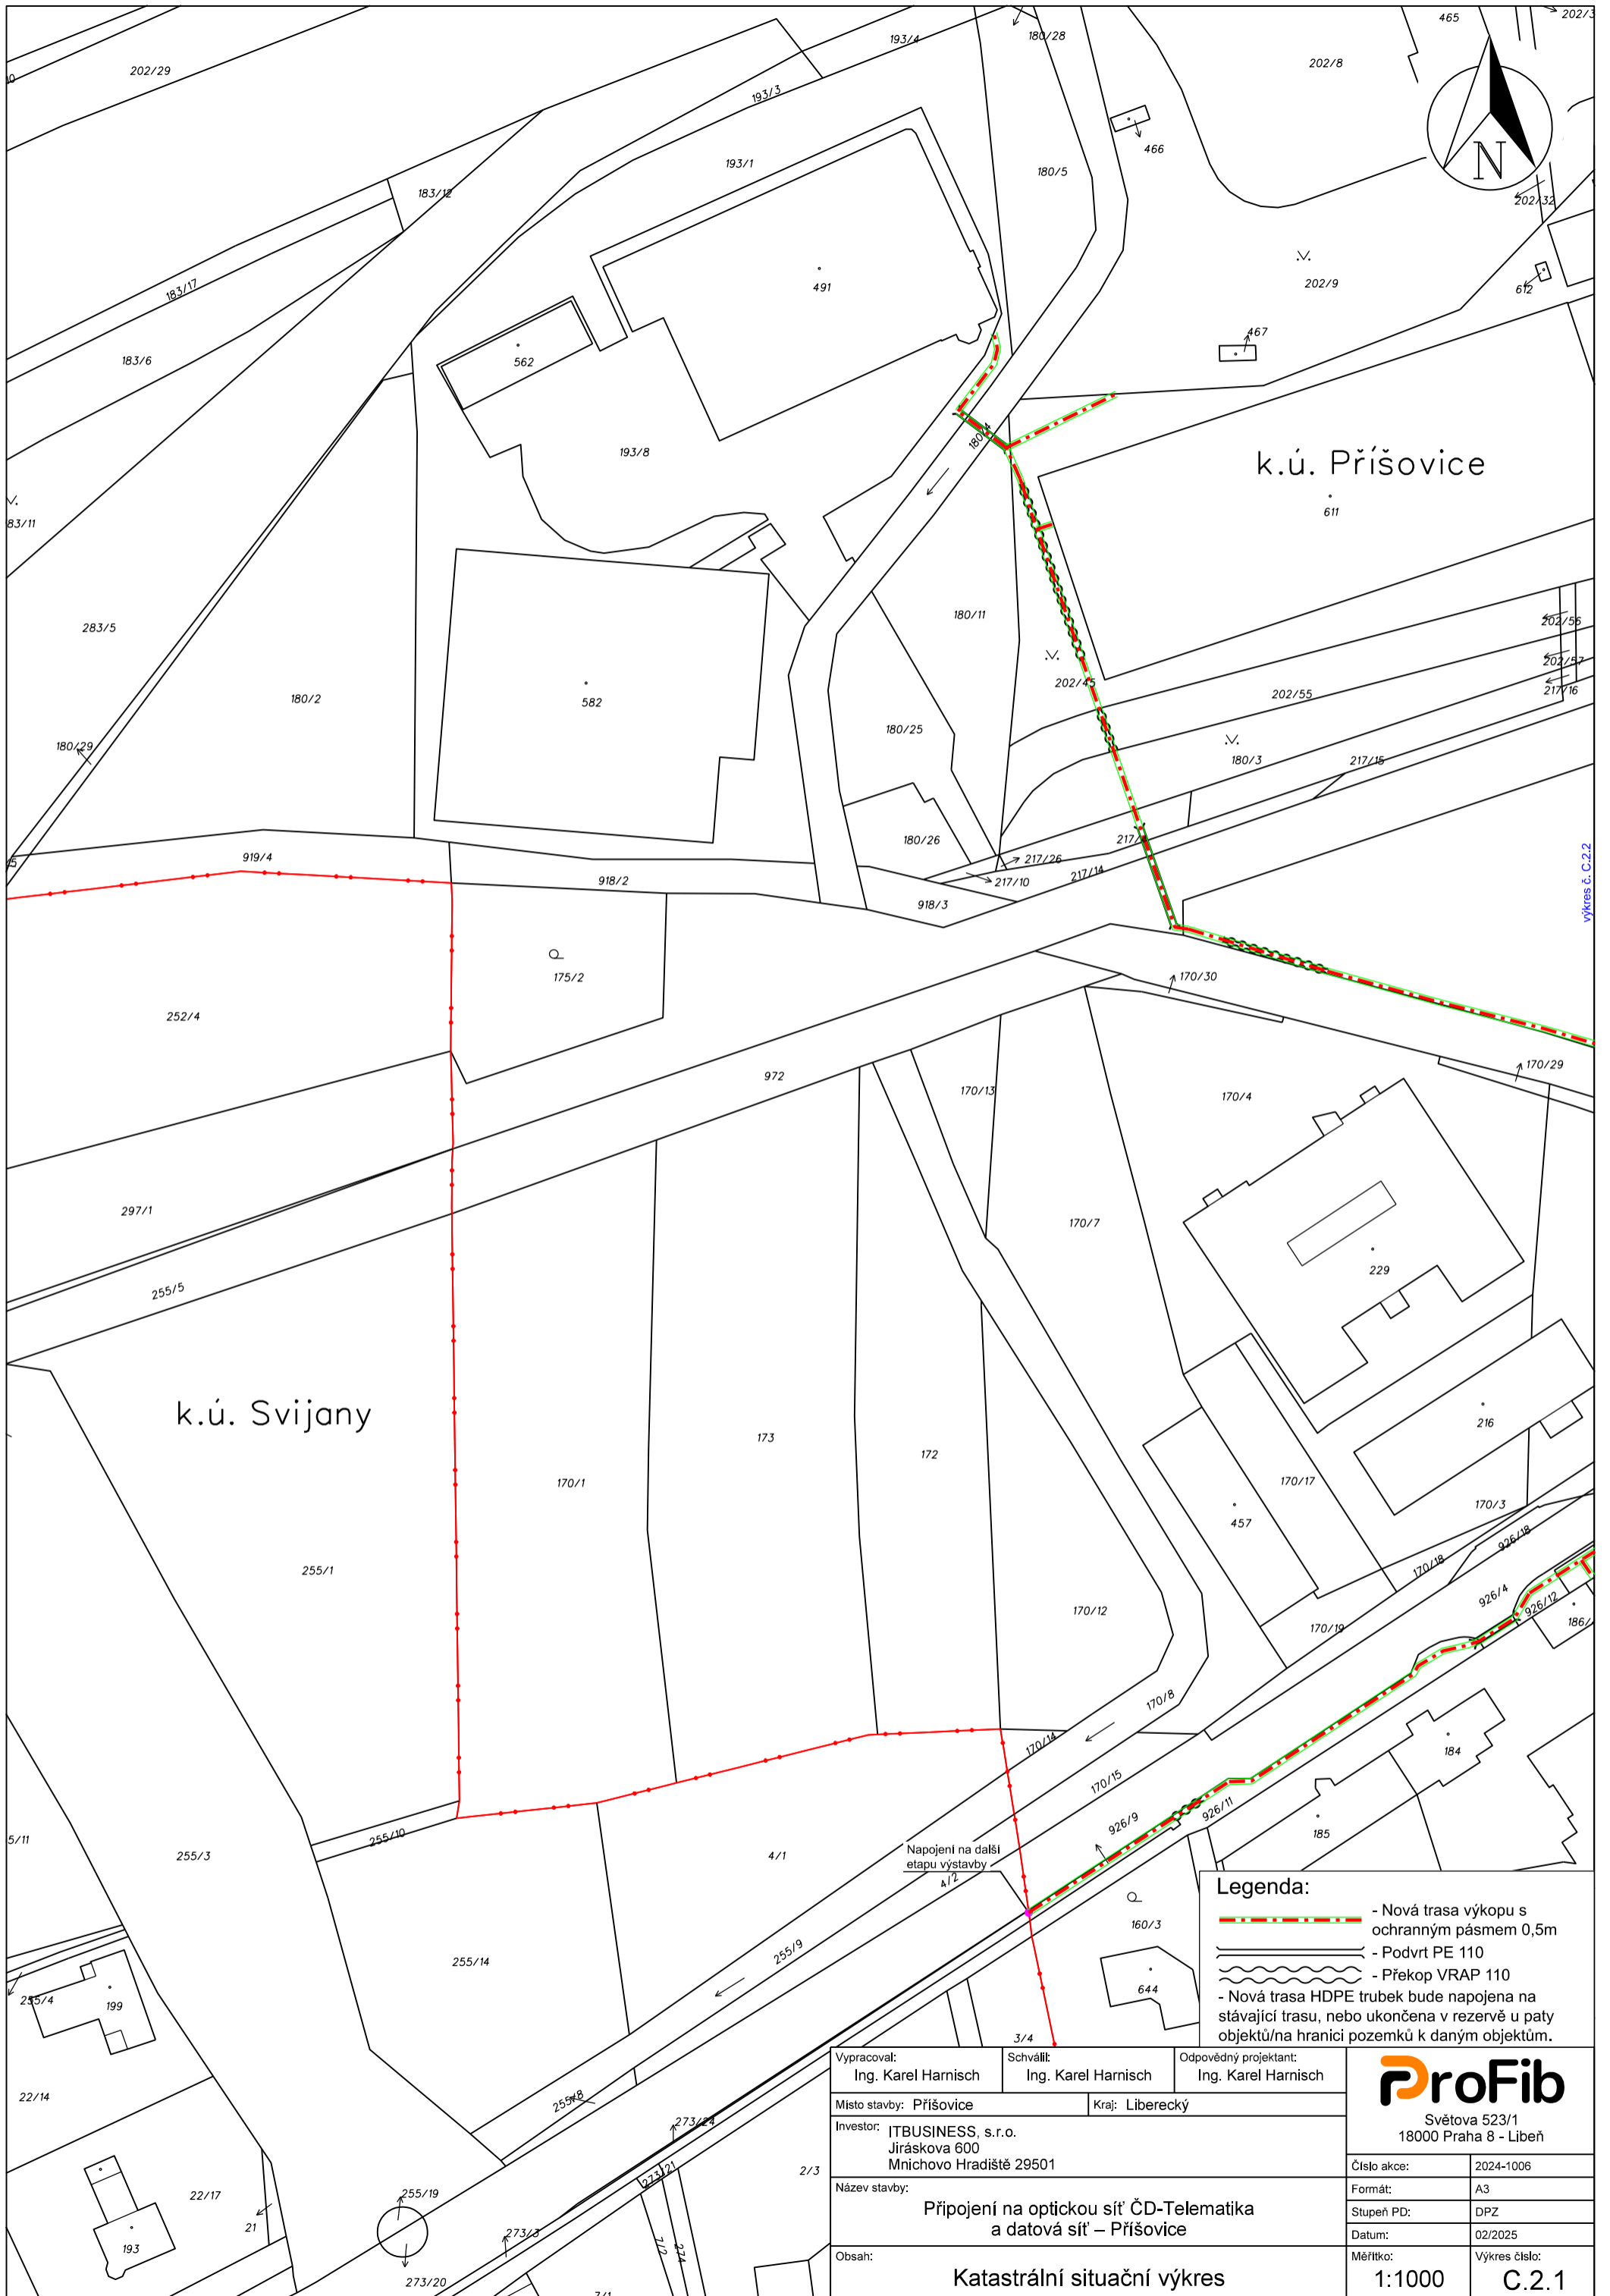 202/29
193/4
180/28
465
202/8
193/3
466
193/1
180/5
183/12
202/32
N
491
202/9
612
183/17
467
562
183/6
193/8
180/4
k.ú. Příšovice
611
83/11
283/5
180/11
202/56
202/57
202/45
217/16
180/2
582
202/55
180/29
180/25
180/3
217/15
180/26
919/4
217/26
217/14
918/2
217/10
918/3
výkres č. C.2.2
175/2
170/30
252/4
972
170/13
170/4
170/29
297/1
170/7
255/5
229
k.ú. Svijany
173
172
216
170/1
170/17
170/3
457
926/18
255/1
170/18
926/4
926/12
170/12
170/19
186/
170/8
170/14
184
170/15
926/9
926/11
185
5/11
255/3
255/10
4/1
Napojení na další
etapu výstavby
4/2
160/3
255/9
255/14
644
255/4
199
3/4
Legenda:
- Nová trasa výkopu s
ochranným pásmem 0,5m
- Podvrt PE 110
- Překop VRAP 110
- Nová trasa HDPE trubek bude napojena na
stávající trasu, nebo ukončena v rezervě u paty
objektů/na hranici pozemků k daným objektům.
22/14
255/8
273/24
273/21
2/3
22/17
255/19
21
193
273/3
273/20
7/2
274
7/1
Vypracoval:
Ing. Karel Harnisch
Schválil:
Ing. Karel Harnisch
Odpovědný projektant:
Ing. Karel Harnisch
ProFib
Světova 523/1
18000 Praha 8 - Libeň
Místo stavby: Příšovice
Kraj: Liberecký
Investor: ITBUSINESS, s.r.o.
Jiráskova 600
Mnichovo Hradiště 29501
Číslo akce: 2024-1006
Formát: A3
Stupeň PD: DPZ
Datum: 02/2025
Název stavby:
Připojení na optickou síť ČD-Telematika
a datová síť – Příšovice
Obsah:
Katastrální situační výkres
Měřítko:
1:1000
Výkres číslo:
C.2.1